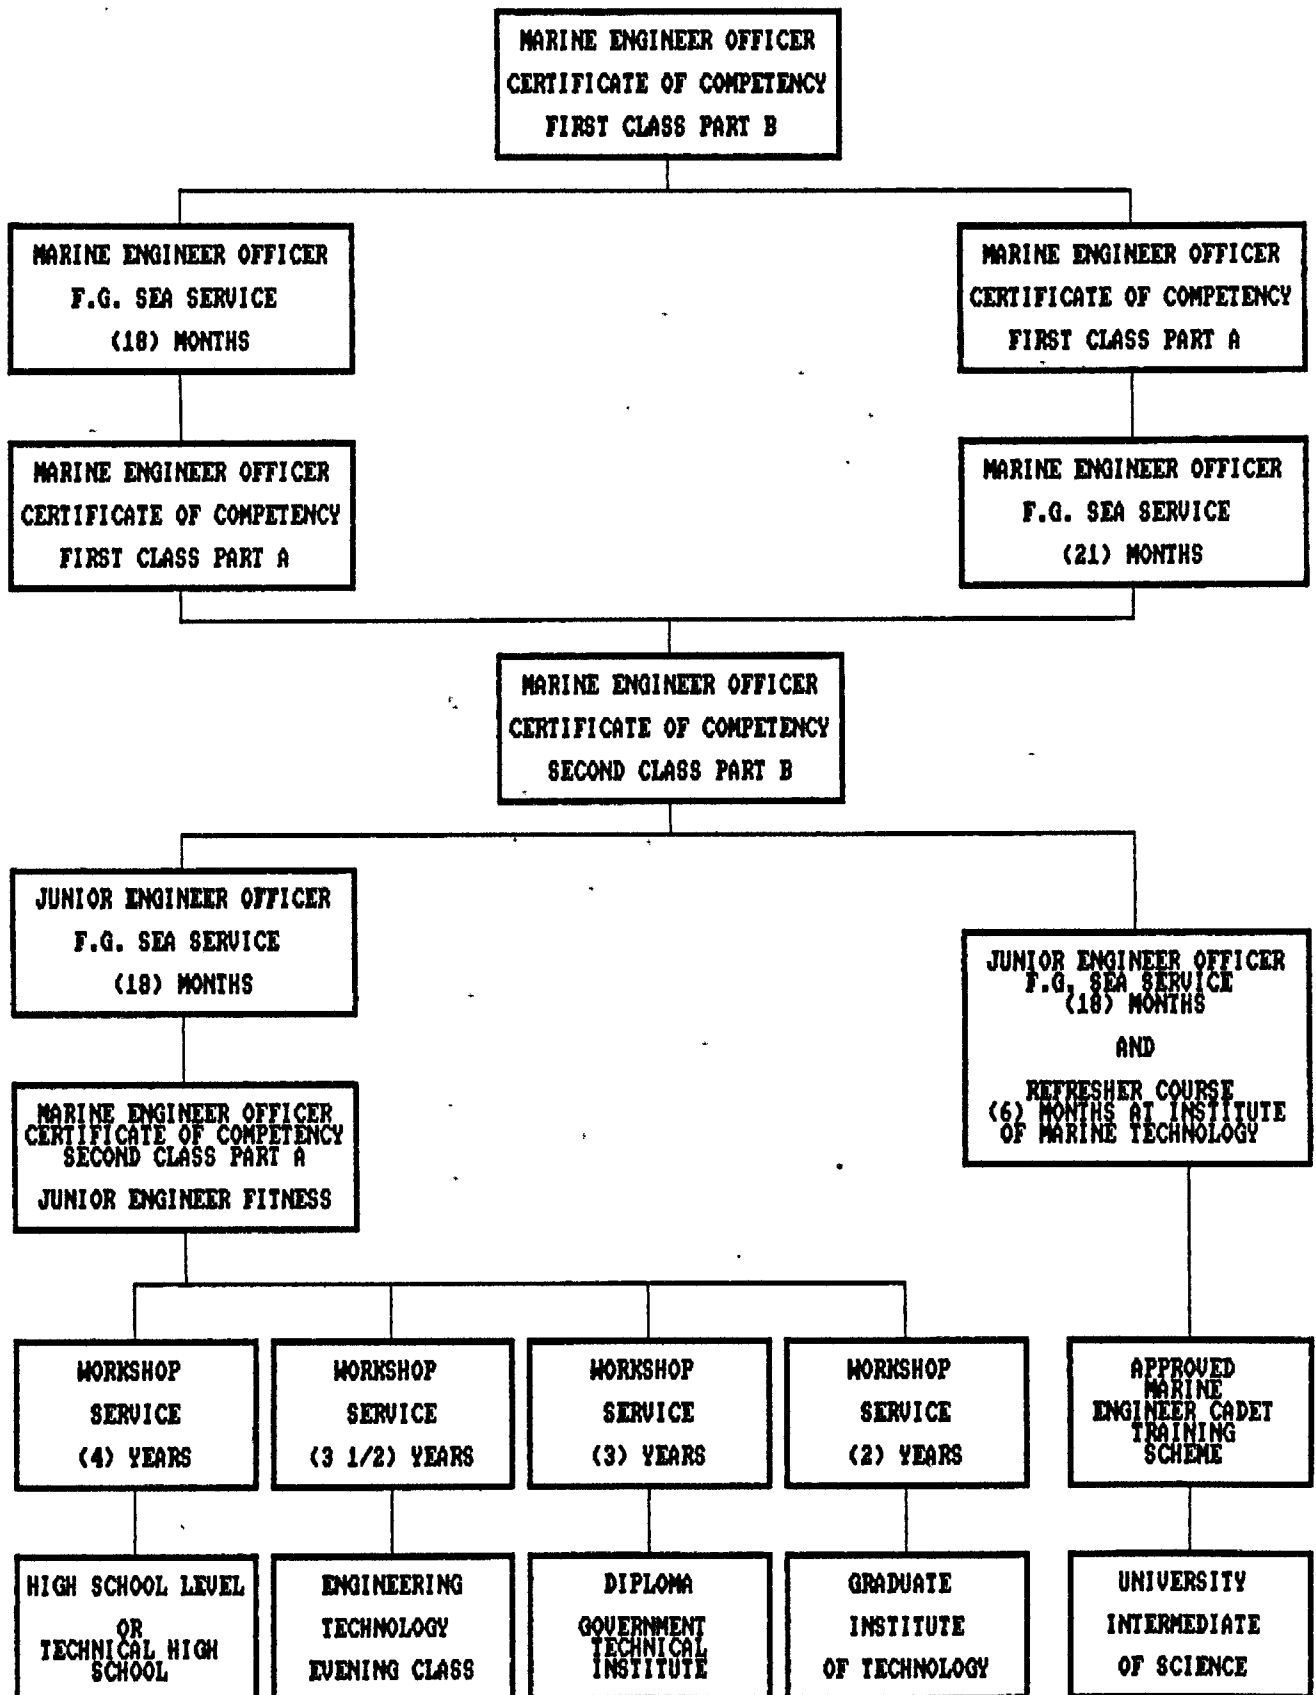 MARINE ENGINEER OFFICER
CERTIFICATE OF COMPETENCY
FIRST CLASS PART B
MARINE ENGINEER OFFICER
F.G. SEA SERVICE
(18) MONTHS
MARINE ENGINEER OFFICER
CERTIFICATE OF COMPETENCY
FIRST CLASS PART A
MARINE ENGINEER OFFICER
CERTIFICATE OF COMPETENCY
FIRST CLASS PART A
MARINE ENGINEER OFFICER
F.G. SEA SERVICE
(21) MONTHS
MARINE ENGINEER OFFICER
CERTIFICATE OF COMPETENCY
SECOND CLASS PART B
JUNIOR ENGINEER OFFICER
F.G. SEA SERVICE
(18) MONTHS
JUNIOR ENGINEER OFFICER
F.G. SEA SERVICE
(18) MONTHS
AND
REFRESHER COURSE
(6) MONTHS AT INSTITUTE
OF MARINE TECHNOLOGY
MARINE ENGINEER OFFICER
CERTIFICATE OF COMPETENCY
SECOND CLASS PART A
JUNIOR ENGINEER FITNESS
WORKSHOP
SERVICE
(4) YEARS
WORKSHOP
SERVICE
(3 1/2) YEARS
WORKSHOP
SERVICE
(3) YEARS
WORKSHOP
SERVICE
(2) YEARS
APPROVED
MARINE
ENGINEER CADET
TRAINING
SCHEME
HIGH SCHOOL LEVEL
OR
TECHNICAL HIGH
SCHOOL
ENGINEERING
TECHNOLOGY
EVENING CLASS
DIPLOMA
GOVERNMENT
TECHNICAL
INSTITUTE
GRADUATE
INSTITUTE
OF TECHNOLOGY
UNIVERSITY
INTERMEDIATE
OF SCIENCE